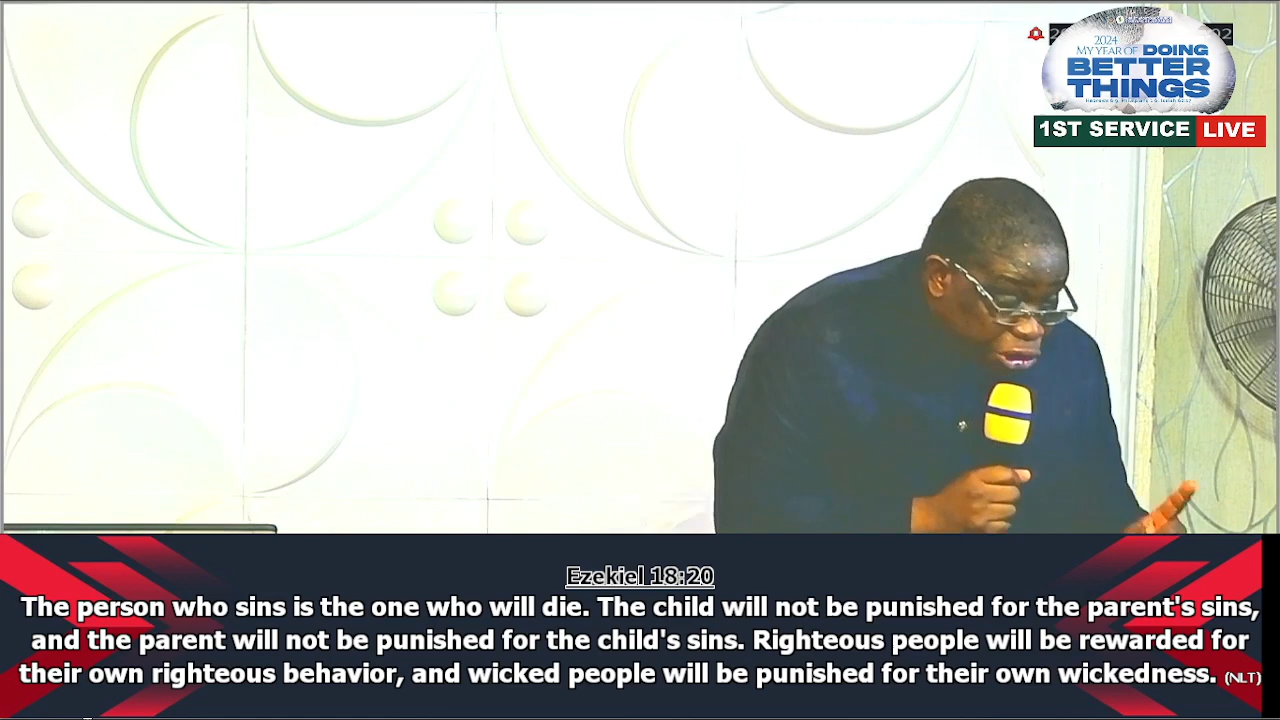 2024
MY YEAR OF DOING
BETTER
THINGS
1ST SERVICE LIVE
Ezekiel 18:20
The person who sins is the one who will die. The child will not be punished for the parent's sins,
and the parent will not be punished for the child's sins. Righteous people will be rewarded for
their own righteous behavior, and wicked people will be punished for their own wickedness. (NLT)